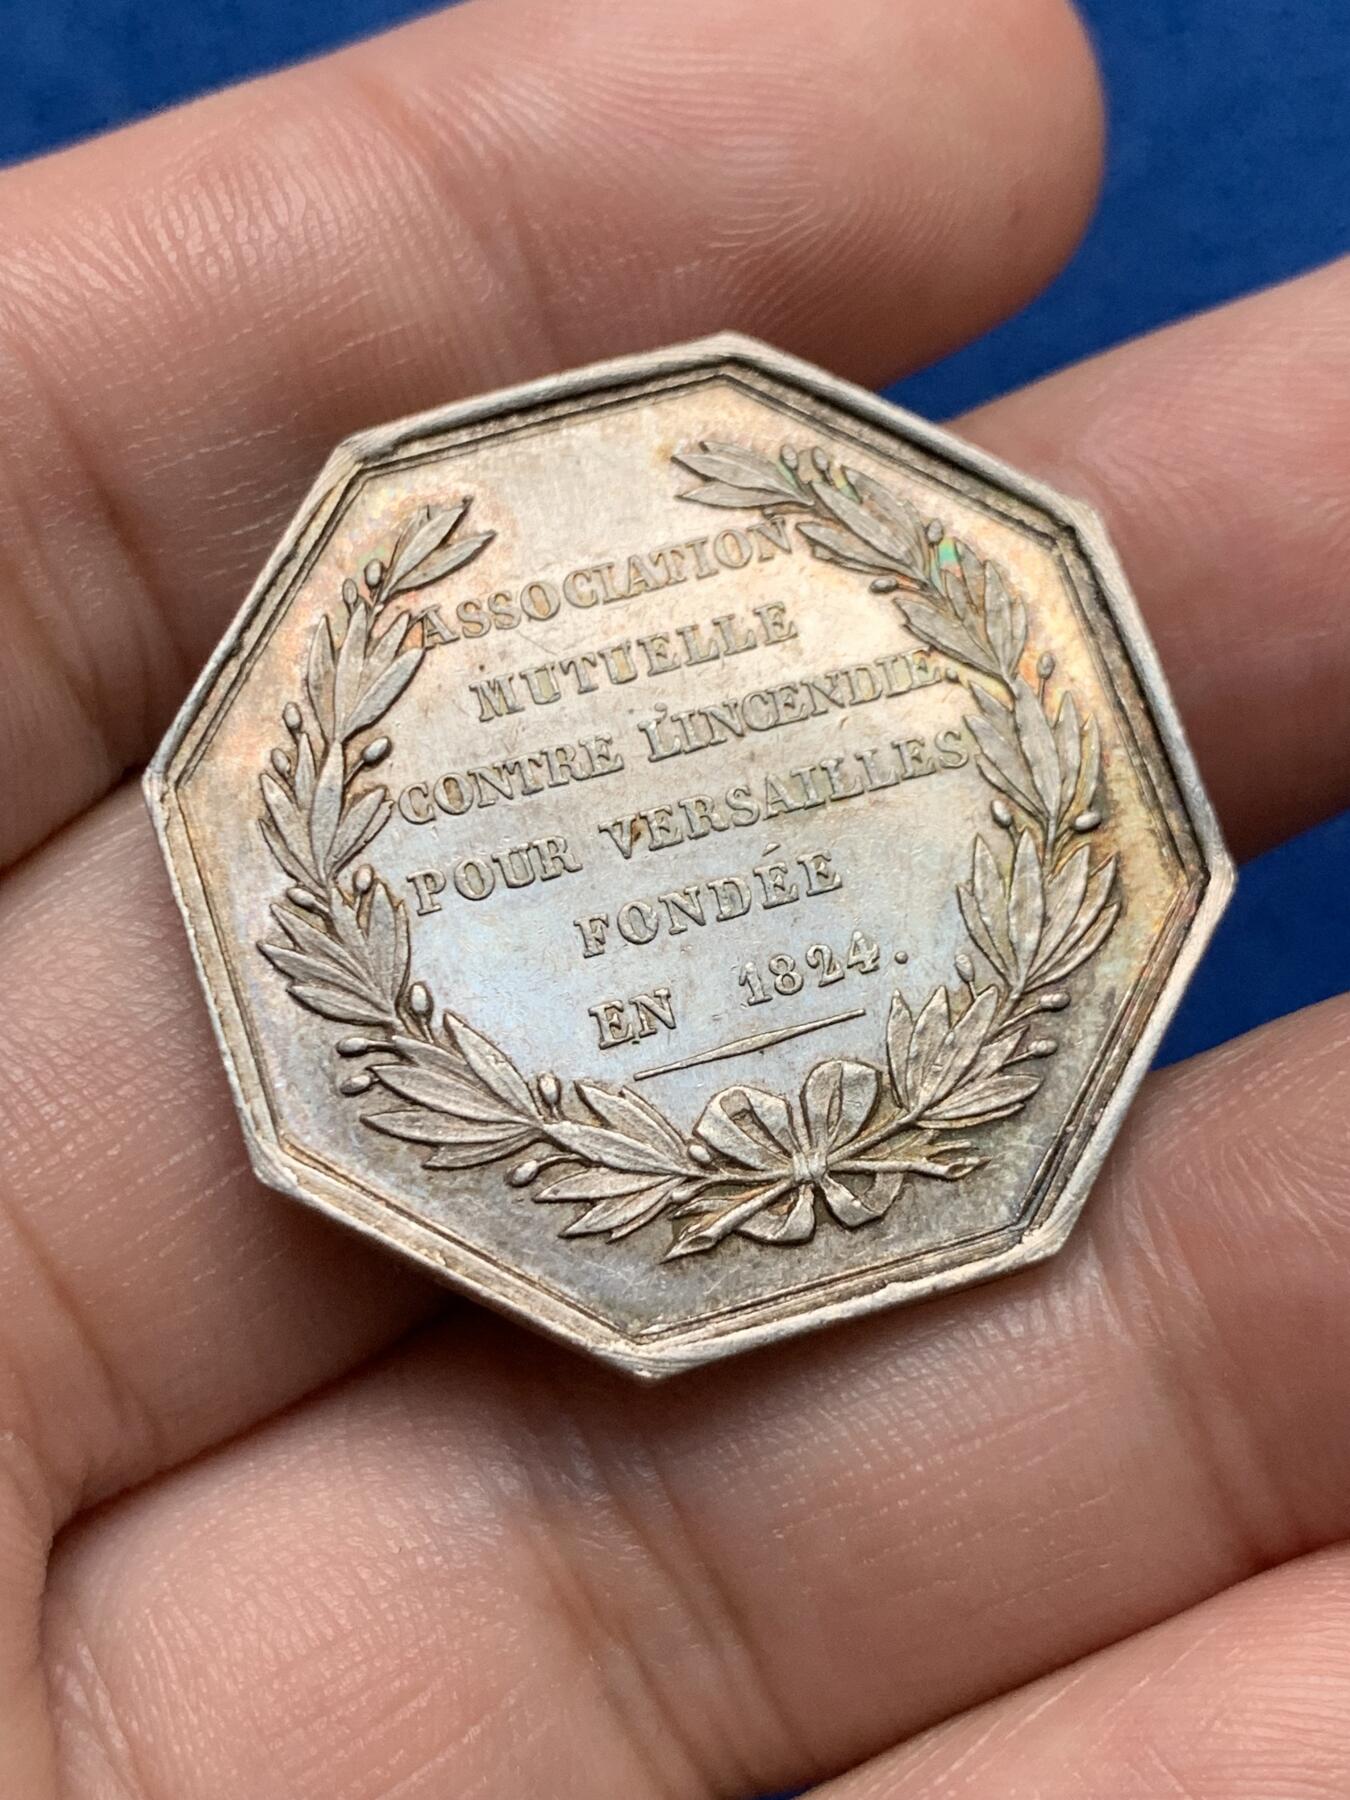 ASSOCIATION
MUTUELLE
CONTRE L'INCENDIE.
POUR VERSAILLES
FONDÉE
EN 1824.